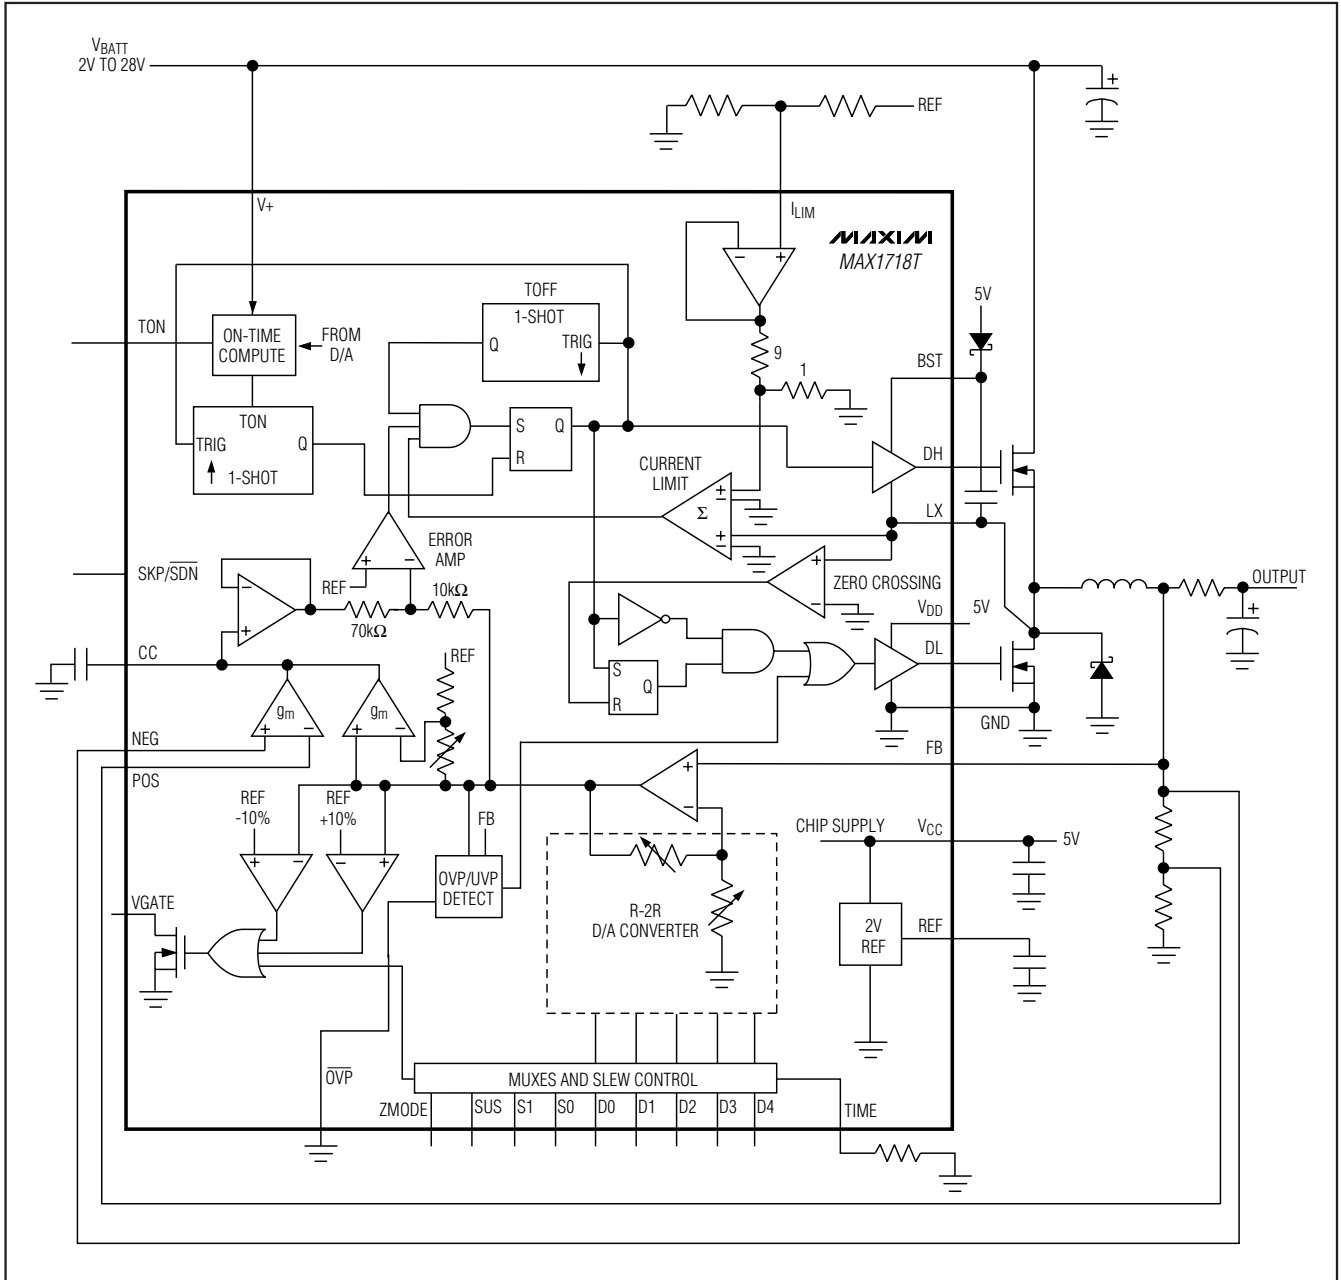 VBATT
2V TO 28V
REF
V+
ILIM
MAXIM
MAX1718T
TOFF
1-SHOT
Q
TRIG
5V
TON
ON-TIME
COMPUTE
FROM
D/A
9
1
BST
TON
TRIG
Q
1-SHOT
S
Q
R
CURRENT
LIMIT
+
−
Σ
+
−
DH
LX
ERROR
AMP
+
−
SKP/SDN
REF
10kΩ
70kΩ
−
+
ZERO CROSSING
+
−
OUTPUT
+
VDD
5V
DL
CC
REF
S
Q
R
gm
+
−
gm
+
−
NEG
GND
FB
POS
+
−
REF
-10%
REF
+10%
FB
CHIP SUPPLY
VCC
5V
+
−
−
+
OVP/UVP
DETECT
VGATE
R-2R
D/A CONVERTER
2V
REF
REF
OVP
MUXES AND SLEW CONTROL
ZMODE
SUS
S1
S0
D0
D1
D2
D3
D4
TIME